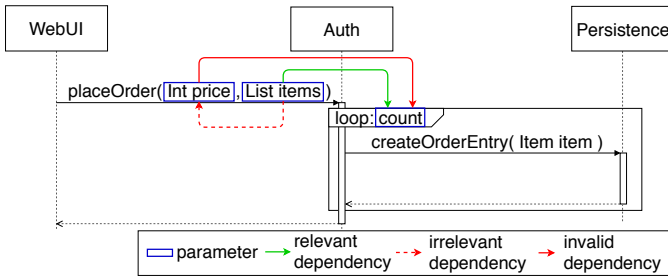 WebUI
Auth
Persistence
placeOrder( Int price, List items )
loop: count
createOrderEntry( Item item )
parameter
relevant
dependency
irrelevant
dependency
invalid
dependency